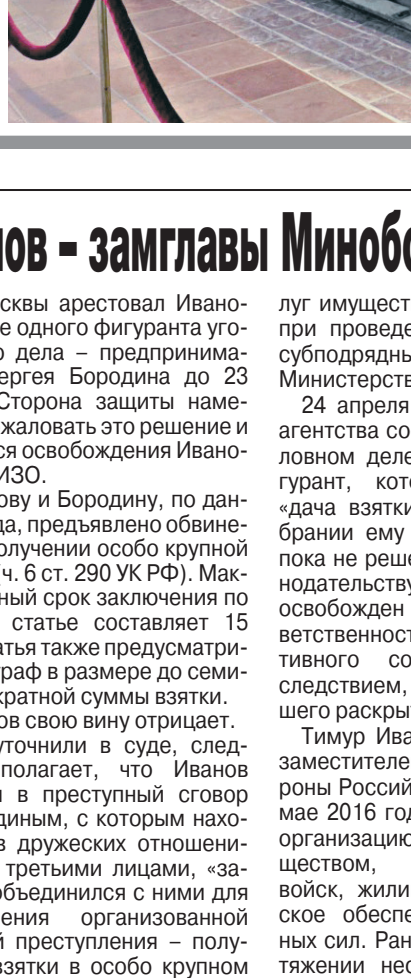 нов – замглавы Минобо
сквы арестовал Ивано-
е одного фигуранта уго-
о дела – предпринима-
ергея Бородина до 23
Сторона защиты наме-
жаловать это решение и
ся освобождения Ивано-
ИЗО.
ову и Бородину, по дан-
да, предъявлено обвине-
олучении особо крупной
(ч. 6 ст. 290 УК РФ). Мак-
ный срок заключения по
статье составляет 15
атья также предусматри-
граф в размере до семи-
кратной суммы взятки.
ов свою вину отрицает.
уточнили в суде, след-
полагает, что Иванов
л в преступный сговор
диным, с которым нахо-
в дружеских отношени-
третьими лицами, «за-
объединился с ними для
ения организованной
й преступления – полу-
взятки в особо крупном
луг имущест
при проведе
субподрядны
Министерств
24 апреля
агентства со
ловном деле
гурант, кото
«дача взятки
брании ему
пока не реше
нодательству
освобожден
ветственност
тивного со
следствием,
шего раскры
Тимур Ива
заместителе
роны Россий
мае 2016 год
организацию
ществом,
войск, жили
ское обеспе
ных сил. Ран
тяжении нес